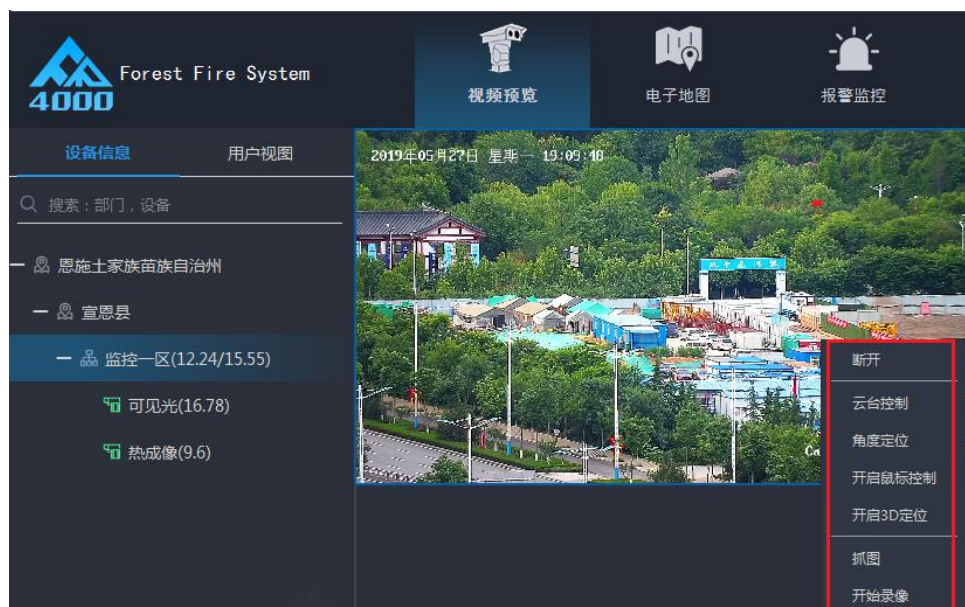 Forest Fire System
4000
视频预览
电子地图
报警监控
设备信息
用户视图
搜索：部门，设备
恩施土家族苗族自治州
宣恩县
监控一区(12.24/15.55)
可见光(16.78)
热成像(9.6)
2019年05月27日 星期一 19:09:48
Ca
断开
云台控制
角度定位
开启鼠标控制
开启3D定位
抓图
开始录像